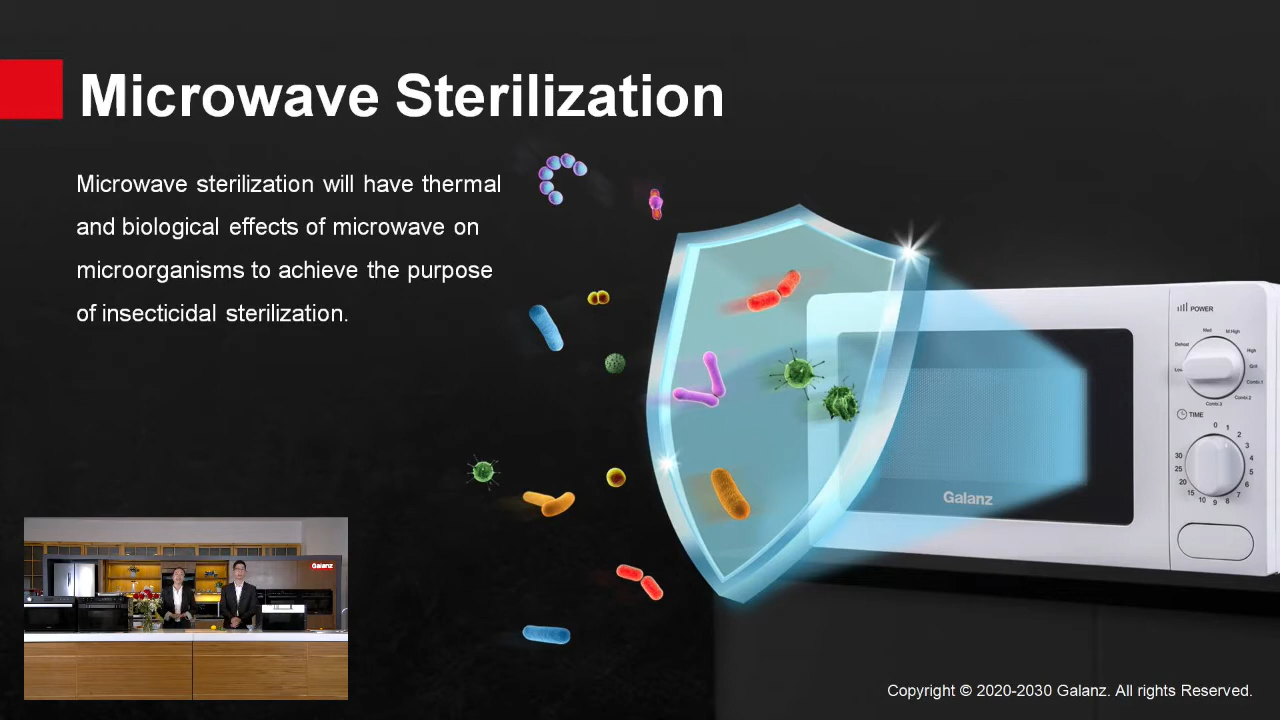 Microwave Sterilization
Microwave sterilization will have thermal
and biological effects of microwave on
microorganisms to achieve the purpose
of insecticidal sterilization.
POWER
Med
M.High
Defrost
High
Low
Grill
Combi.1
Combi.2
Combi.3
TIME
0
1
2
3
4
5
6
7
8
9
10
15
20
25
30
Galanz
Galanz
Copyright © 2020-2030 Galanz. All rights Reserved.